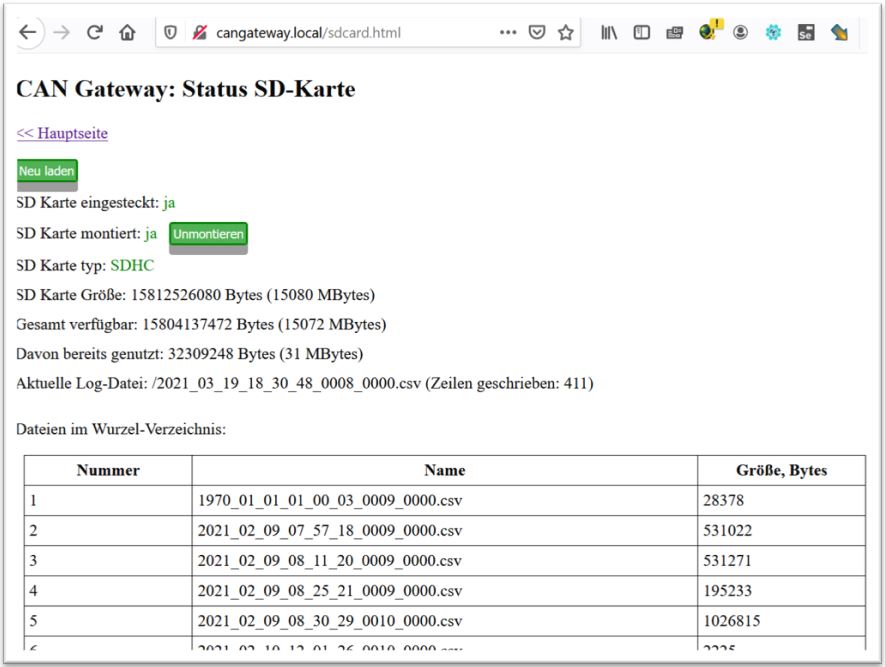 cangateway.local/sdcard.html
CAN Gateway: Status SD-Karte
<< Hauptseite
Neu laden
SD Karte eingesteckt: ja
SD Karte montiert: ja Unmontieren
SD Karte typ: SDHC
SD Karte Größe: 15812526080 Bytes (15080 MBytes)
Gesamt verfügbar: 15804137472 Bytes (15072 MBytes)
Davon bereits genutzt: 32309248 Bytes (31 MBytes)
Aktuelle Log-Datei: /2021_03_19_18_30_48_0008_0000.csv (Zeilen geschrieben: 411)
Dateien im Wurzel-Verzeichnis:
Nummer Name Größe, Bytes
1 1970_01_01_01_00_03_0009_0000.csv 28378
2 2021_02_09_07_57_18_0009_0000.csv 531022
3 2021_02_09_08_11_20_0009_0000.csv 531271
4 2021_02_09_08_25_21_0009_0000.csv 195233
5 2021_02_09_08_30_29_0010_0000.csv 1026815